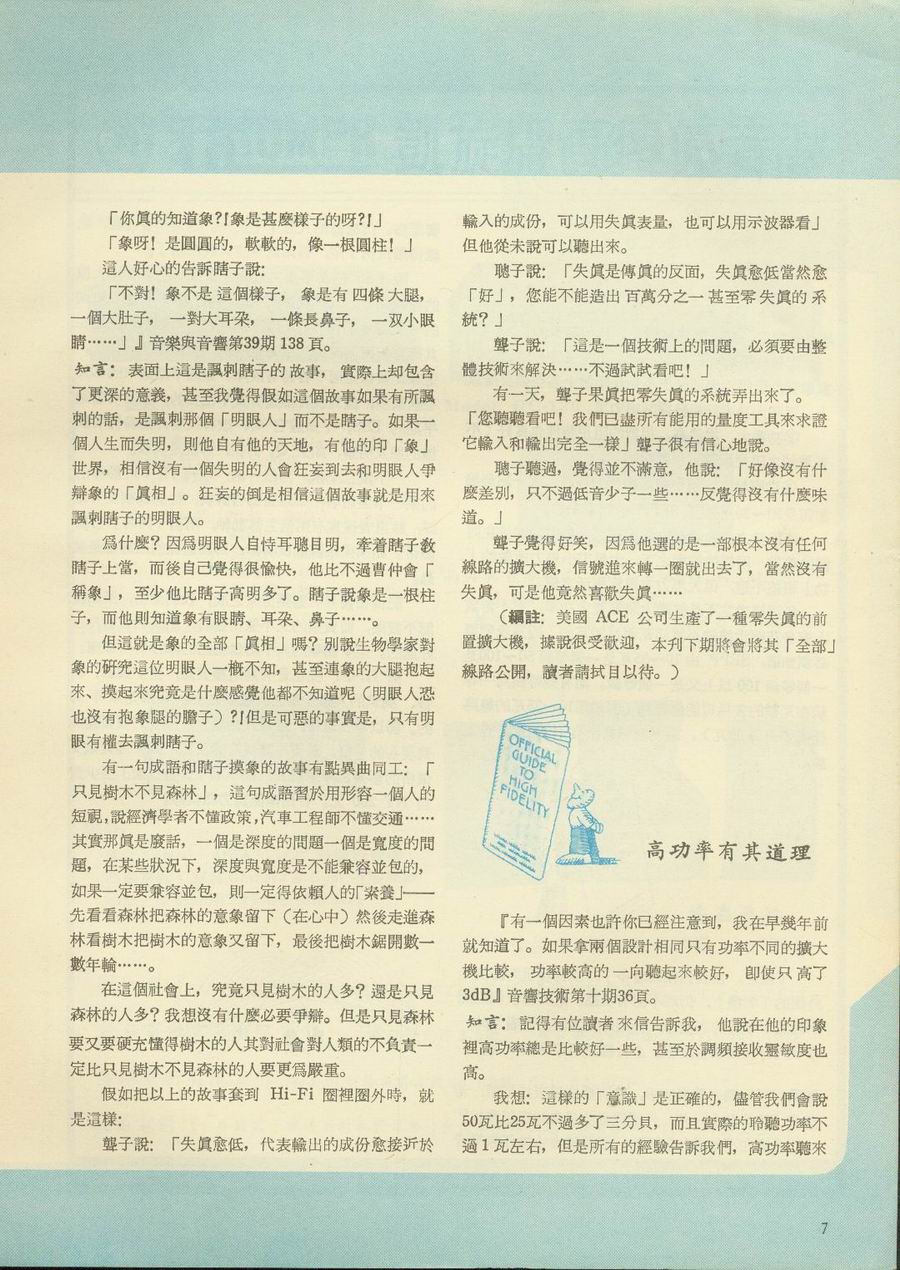 「你眞的知道象?!象是甚麼樣子的呀?!」
「象呀! 是圓圓的, 軟軟的, 像一根圓柱! 」
這人好心的告訴瞎子說:
「不對! 象不是 這個樣子, 象是有 四條 大腿,
一個大肚子, 一對大耳朶, 一條長鼻子, 一双小眼
睛……」』音樂與音響第39期 138 頁。
知言: 表面上這是諷刺瞎子的 故事, 實際上却包含
了更深的意義, 甚至我覺得假如這個故事如果有所諷
刺的話, 是諷刺那個「明眼人」而不是瞎子。如果一
個人生而失明, 則他自有他的天地, 有他的印「象」
世界, 相信沒有一個失明的人會狂妄到去和明眼人爭
辯象的「眞相」。狂妄的倒是相信這個故事就是用來
諷刺瞎子的明眼人。
爲什麼? 因爲明眼人自恃耳聰目明, 牽着瞎子敎
瞎子上當, 而後自己覺得很愉快, 他比不過曹仲會「
稱象」, 至少他比瞎子高明多了。瞎子說象是一根柱
子, 而他則知道象有眼睛、耳朶、鼻子……。
但這就是象的全部「眞相」嗎? 別說生物學家對
象的硏究這位明眼人一槪不知, 甚至連象的大腿抱起
來、摸起來究竟是什麼感覺他都不知道呢 (明眼人恐
也沒有抱象腿的膽子) ?!但是可惡的事實是, 只有明
眼有權去諷刺瞎子。
有一句成語和瞎子摸象的故事有點異曲同工: 「
只見樹木不見森林」, 這句成語習於用形容一個人的
短視,說經濟學者不懂政策,汽車工程師不懂交通……
其實那眞是廢話, 一個是深度的問題一個是寬度的問
題, 在某些狀況下, 深度與寬度是不能兼容並包的,
如果一定要兼容並包, 則一定得依賴人的「素養」——
先看看森林把森林的意象留下 (在心中) 然後走進森
林看樹木把樹木的意象又留下, 最後把樹木鋸開數一
數年輪……。
在這個社會上, 究竟只見樹木的人多? 還是只見
森林的人多? 我想沒有什麼必要爭辯。但是只見森林
要又要硬充懂得樹木的人其對社會對人類的不負責一
定比只見樹木不見森林的人要更爲嚴重。
假如把以上的故事套到 Hi-Fi 圈裡圈外時, 就
是這樣:
聾子說: 「失眞愈低, 代表輸出的成份愈接近於
輸入的成份, 可以用失眞表量, 也可以用示波器看」
但他從未說可以聽出來。
聰子說: 「失眞是傳眞的反面, 失眞愈低當然愈
「好」, 您能不能造出 百萬分之一 甚至零 失眞的 系
統? 」
聾子說: 「這是一個技術上的問題, 必須要由整
體技術來解決……不過試試看吧! 」
有一天, 聾子果眞把零失眞的系統弄出來了。
「您聽聽看吧! 我們已盡所有能用的量度工具來求證
它輸入和輸出完全一樣」聾子很有信心地說。
聰子聽過, 覺得並不滿意, 他說: 「好像沒有什
麼差別, 只不過低音少子一些……反覺得沒有什麼味
道。」
聾子覺得好笑, 因爲他選的是一部根本沒有任何
線路的擴大機, 信號進來轉一圈就出去了, 當然沒有
失眞, 可是他竟然喜歡失眞……
(編註: 美國 ACE 公司生產了一種零失眞的前
置擴大機, 據說很受歡迎, 本刊下期將會將其「全部」
線路公開, 讀者請拭目以待。)
OFFICIAL
GUIDE
TO
HIGH
FIDELITY
高功率有其道理
『有一個因素也許你已經注意到, 我在早幾年前
就知道了。如果拿兩個設計相同只有功率不同的擴大
機比較, 功率較高的 一向聽起來較好, 卽使只 高了
3dB』音響技術第十期36頁。
知言: 記得有位讀者 來信告訴我, 他說在他的印象
裡高功率總是比較好一些, 甚至於調頻接收靈敏度也
高。
我想: 這樣的「意識」是正確的, 儘管我們會說
50瓦比25瓦不過多了三分貝, 而且實際的聆聽功率不
過 1 瓦左右, 但是所有的經驗告訴我們, 高功率聽來
7